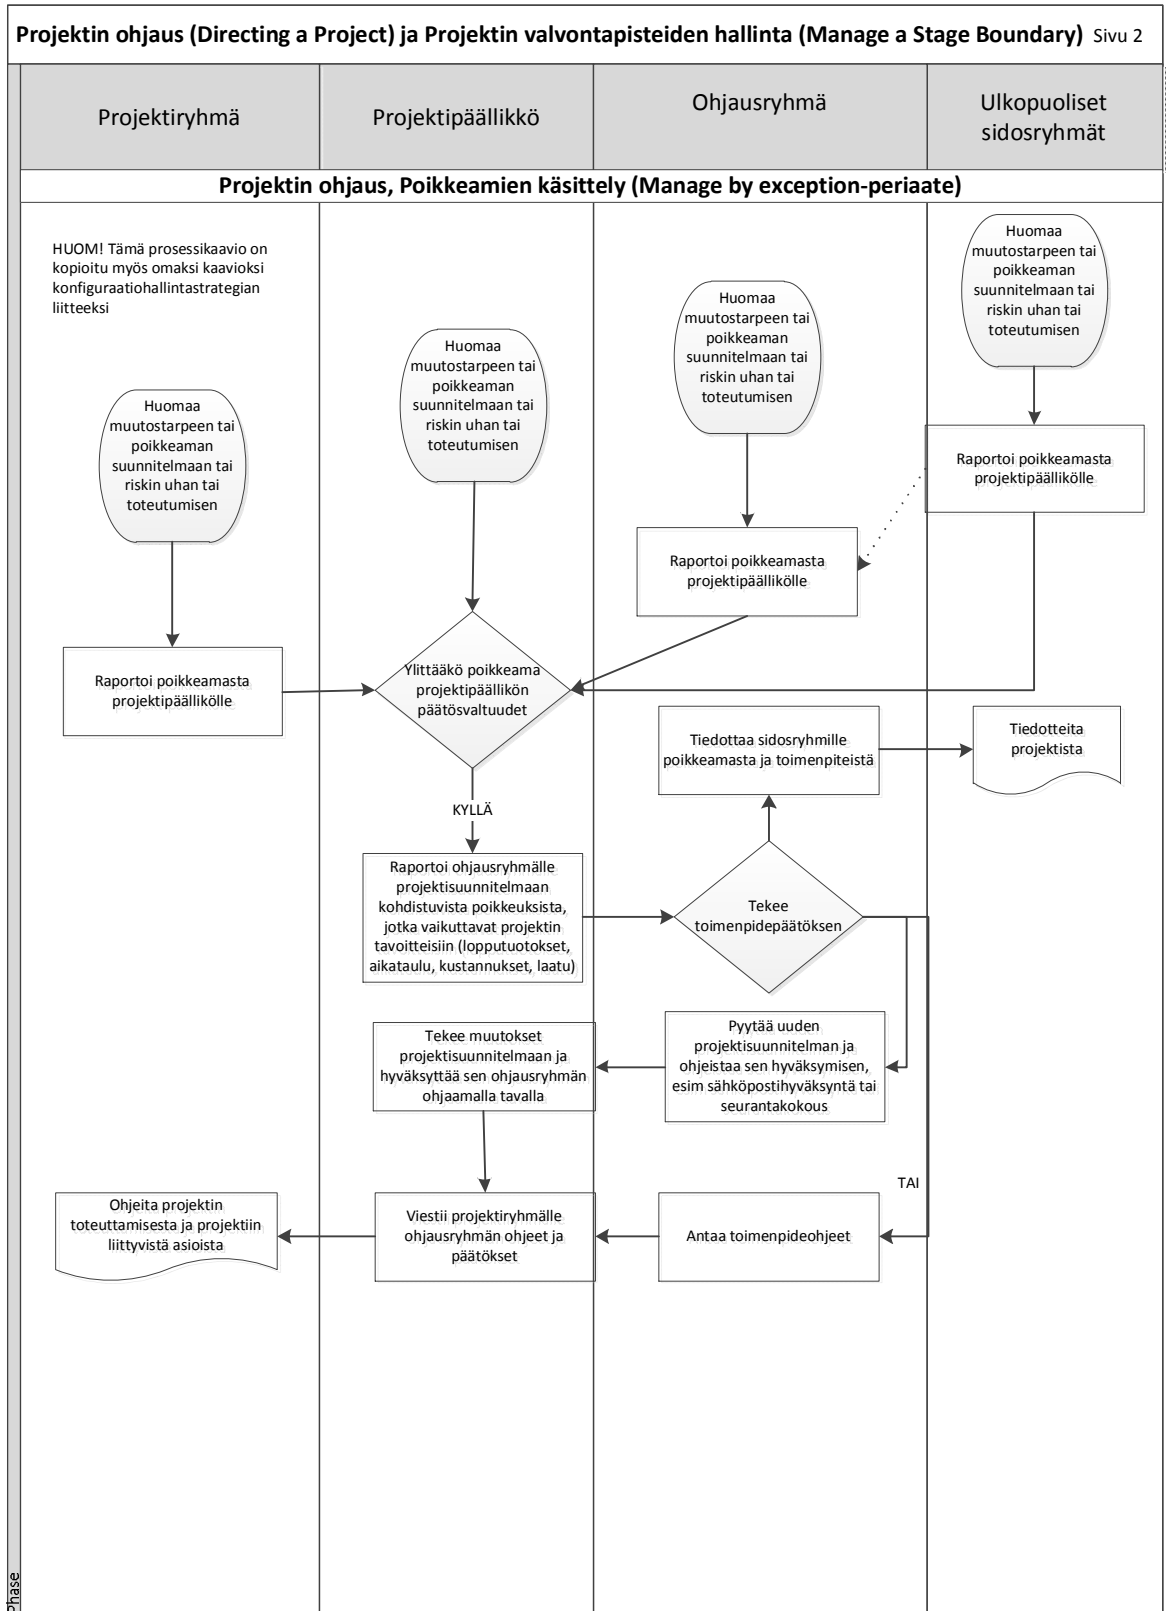 Projektin ohjaus (Directing a Project) ja Projektin valvontapisteiden hallinta (Manage a Stage Boundary) Sivu 2
Projektiryhmä
Projektipäällikkö
Ohjausryhmä
Ulkopuoliset
sidosryhmät
Projektin ohjaus, Poikkeamien käsittely (Manage by exception-periaate)
HUOM! Tämä prosessikaavio on
kopioitu myös omaksi kaavioksi
konfiguraatiohallintastrategian
liitteeksi
Huomaa
muutostarpeen tai
poikkeaman
suunnitelmaan tai
riskin uhan tai
toteutumisen
Huomaa
muutostarpeen tai
poikkeaman
suunnitelmaan tai
riskin uhan tai
toteutumisen
Huomaa
muutostarpeen tai
poikkeaman
suunnitelmaan tai
riskin uhan tai
toteutumisen
Huomaa
muutostarpeen tai
poikkeaman
suunnitelmaan tai
riskin uhan tai
toteutumisen
Raportoi poikkeamasta
projektipäällikölle
Raportoi poikkeamasta
projektipäällikölle
Raportoi poikkeamasta
projektipäällikölle
Ylittääkö poikkeama
projektipäällikön
päätösvaltuudet
Tiedottaa sidosryhmille
poikkeamasta ja toimenpiteistä
Tiedotteita
projektista
KYLLÄ
Raportoi ohjausryhmälle
projektisuunnitelmaan
kohdistuvista poikkeuksista,
jotka vaikuttavat projektin
tavoitteisiin (lopputuotokset,
aikataulu, kustannukset, laatu)
Tekee
toimenpidepäätöksen
Tekee muutokset
projektisuunnitelmaan ja
hyväksyttää sen ohjausryhmän
ohjaamalla tavalla
Pyytää uuden
projektisuunnitelman ja
ohjeistaa sen hyväksymisen,
esim sähköpostihyväksyntä tai
seurantakokous
TAI
Ohjeita projektin
toteuttamisesta ja projektiin
liittyvistä asioista
Viestii projektiryhmälle
ohjausryhmän ohjeet ja
päätökset
Antaa toimenpideohjeet
Phase